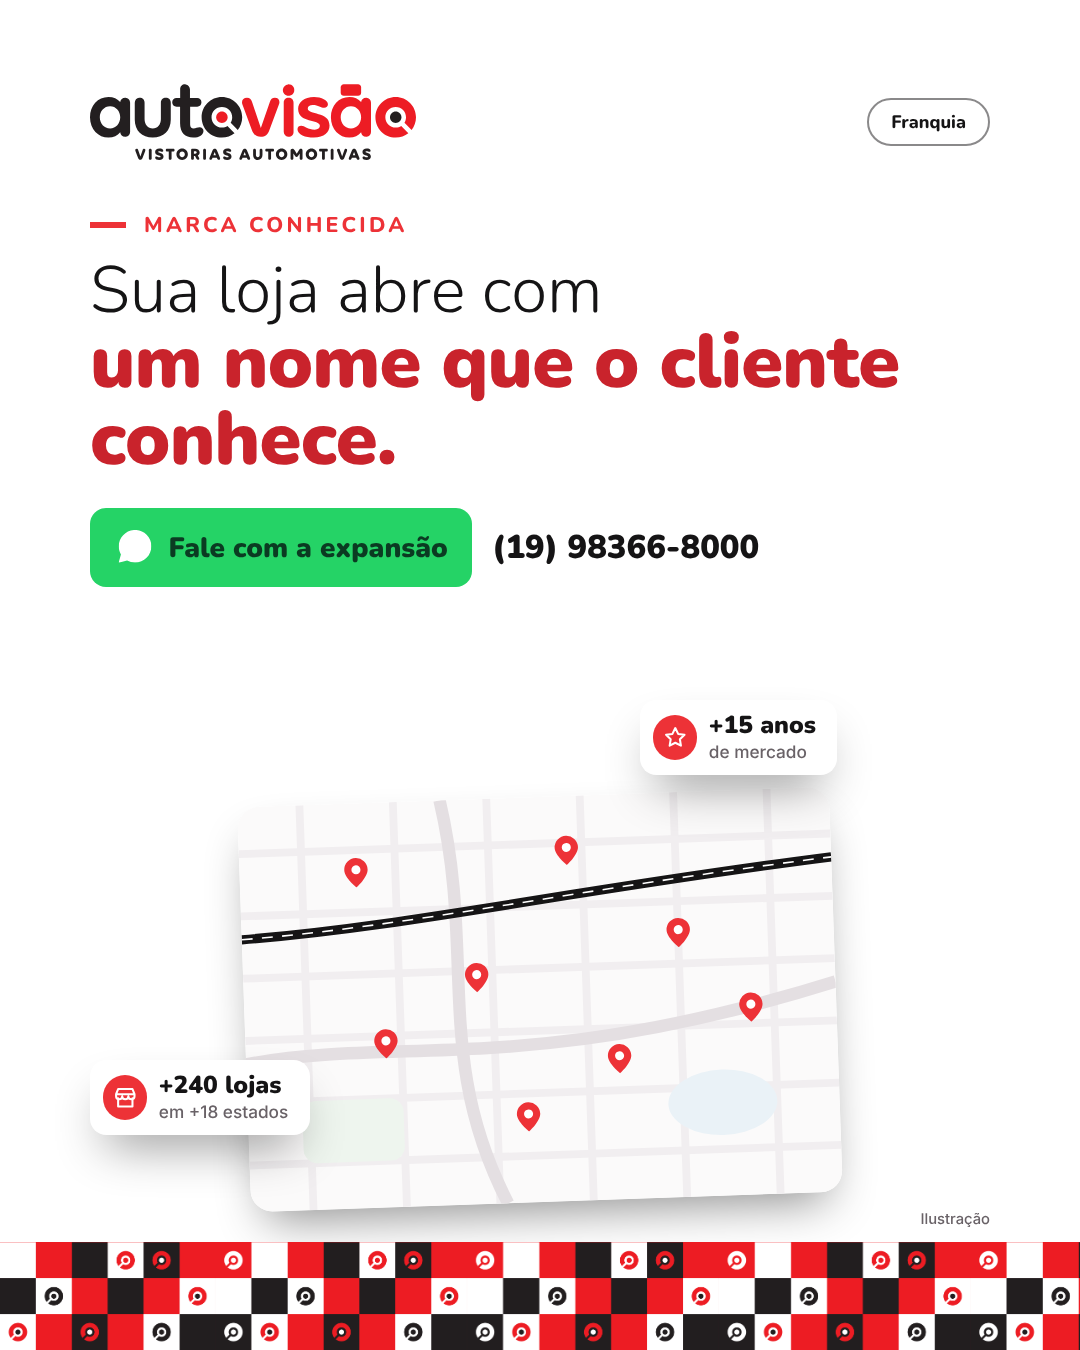 autovisão
VISTORIAS AUTOMOTIVAS
Franquia
MARCA CONHECIDA
Sua loja abre com
um nome que o cliente
conhece.
Fale com a expansão
(19) 98366-8000
+15 anos
de mercado
+240 lojas
em +18 estados
Ilustração